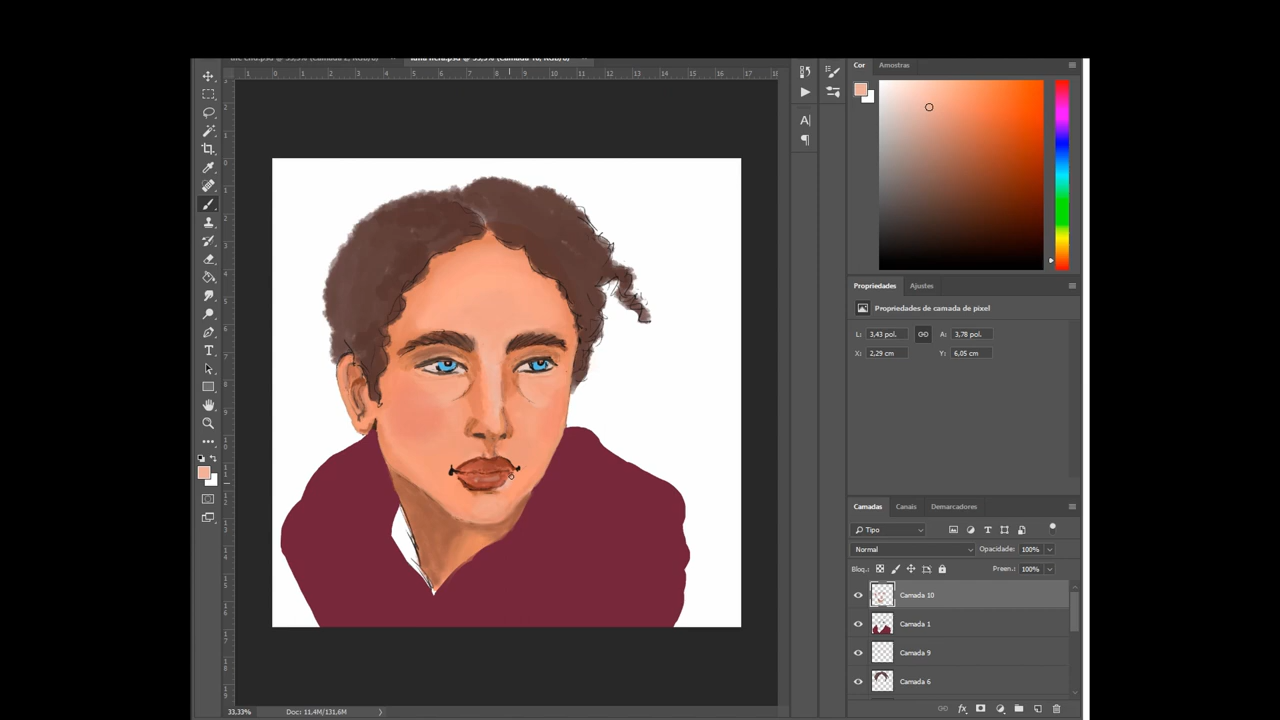 Cor Amostras
Propriedades Ajustes
Propriedades de camada de pixel
L: 3,43 pol. A: 3,78 pol.
X: 2,29 cm Y: 6,05 cm
Camadas Canais Demarcadores
Tipo
Normal Opacidade: 100%
Bloq.: Preen.: 100%
Camada 10
Camada 1
Camada 9
Camada 6
33,33% Doc: 11,4M/131,6M